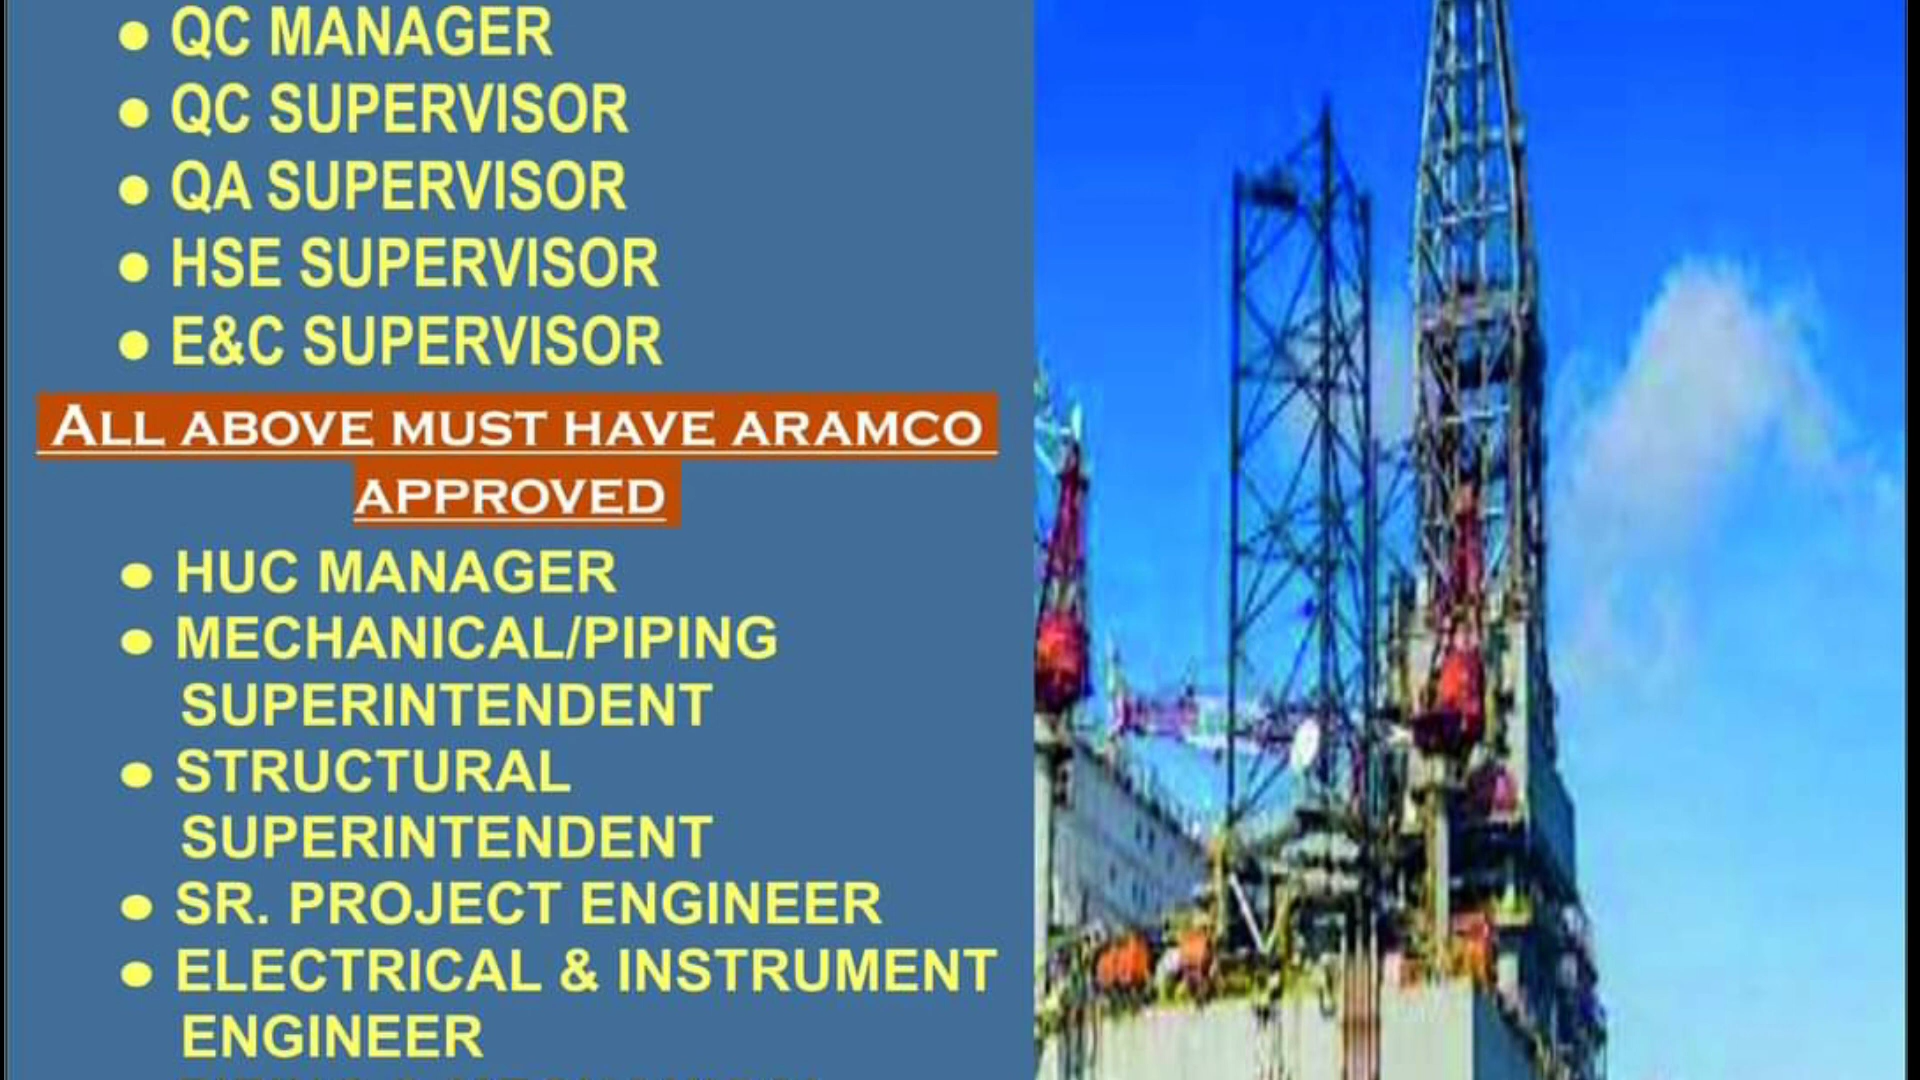 ● QC MANAGER
● QC SUPERVISOR
● QA SUPERVISOR
● HSE SUPERVISOR
● E&C SUPERVISOR
ALL ABOVE MUST HAVE ARAMCO
APPROVED
● HUC MANAGER
● MECHANICAL/PIPING
SUPERINTENDENT
● STRUCTURAL
SUPERINTENDENT
● SR. PROJECT ENGINEER
● ELECTRICAL & INSTRUMENT
ENGINEER